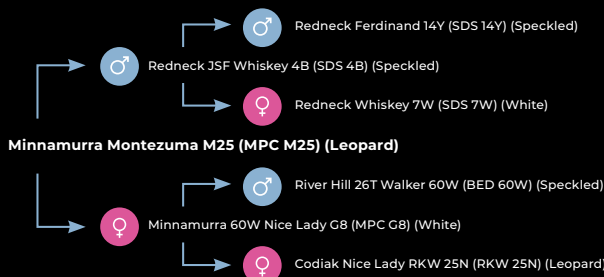 Redneck Ferdinand 14Y (SDS 14Y) (Speckled)
Redneck JSF Whiskey 4B (SDS 4B) (Speckled)
Redneck Whiskey 7W (SDS 7W) (White)
Minnamurra Montezuma M25 (MPC M25) (Leopard)
River Hill 26T Walker 60W (BED 60W) (Speckled)
Minnamurra 60W Nice Lady G8 (MPC G8) (White)
Codiak Nice Lady RKW 25N (RKW 25N) (Leopard)